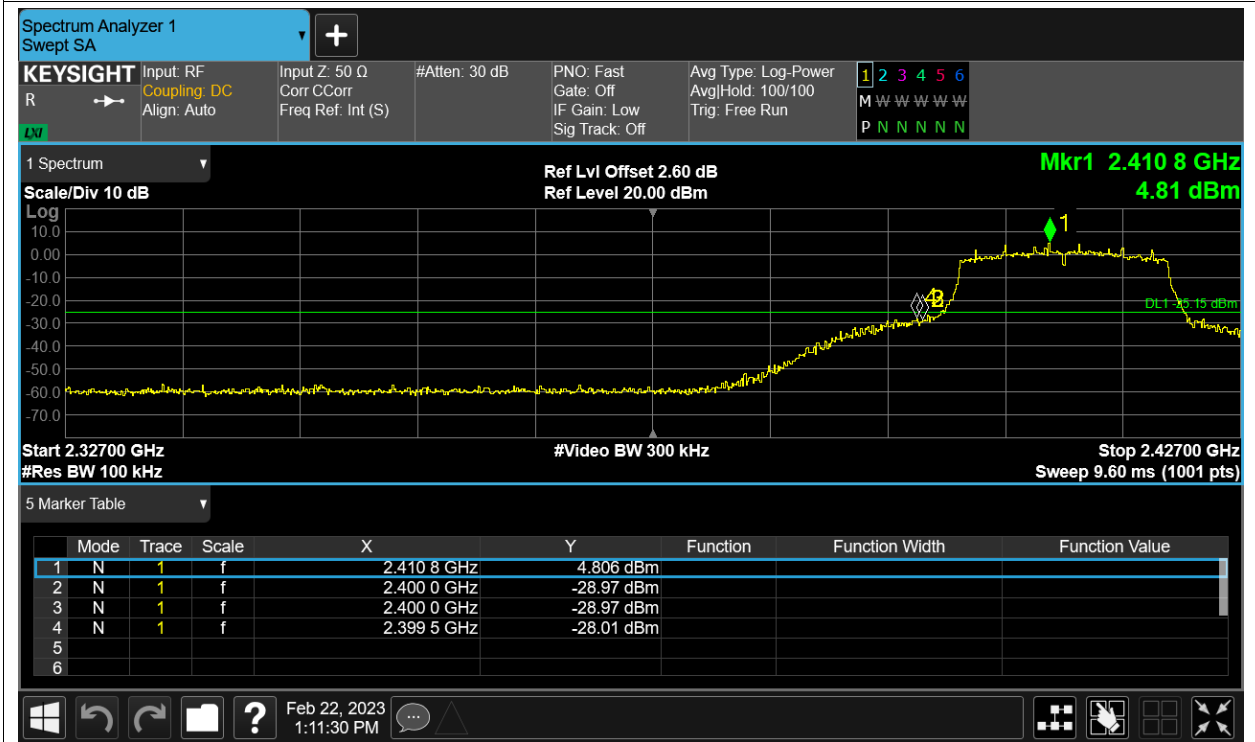 Spectrum Analyzer 1
Swept SA
+
KEYSIGHT Input: RF Input Z: 50 Ω #Atten: 30 dB PNO: Fast Avg Type: Log-Power 1 2 3 4 5 6
R Coupling: DC Corr CCorr Gate: Off Avg|Hold: 100/100 M W W W W W
Align: Auto Freq Ref: Int (S) IF Gain: Low Trig: Free Run
LXI Sig Track: Off P N N N N N
1 Spectrum Ref Lvl Offset 2.60 dB Mkr1 2.410 8 GHz
Scale/Div 10 dB Ref Level 20.00 dBm 4.81 dBm
Log
1
10.0
0.00
-10.0
-20.0
DL1 -25.15 dBm
-30.0
-40.0
-50.0
-60.0
-70.0
Start 2.32700 GHz #Video BW 300 kHz Stop 2.42700 GHz
#Res BW 100 kHz Sweep 9.60 ms (1001 pts)
5 Marker Table
Mode Trace Scale X Y Function Function Width Function Value
1 N 1 f 2.410 8 GHz 4.806 dBm
2 N 1 f 2.400 0 GHz -28.97 dBm
3 N 1 f 2.400 0 GHz -28.97 dBm
4 N 1 f 2.399 5 GHz -28.01 dBm
5
6
? Feb 22, 2023
1:11:30 PM